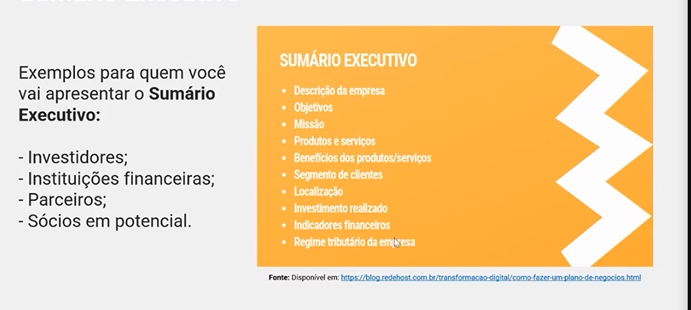 Exemplos para quem você
vai apresentar o Sumário
Executivo:
- Investidores;
- Instituições financeiras;
- Parceiros;
- Sócios em potencial.
SUMÁRIO EXECUTIVO
• Descrição da empresa
• Objetivos
• Missão
• Produtos e serviços
• Benefícios dos produtos/serviços
• Segmento de clientes
• Localização
• Investimento realizado
• Indicadores financeiros
• Regime tributário da empresa
Fonte: Disponível em: https://blog.redehost.com.br/transformacao-digital/como-fazer-um-plano-de-negocios.html